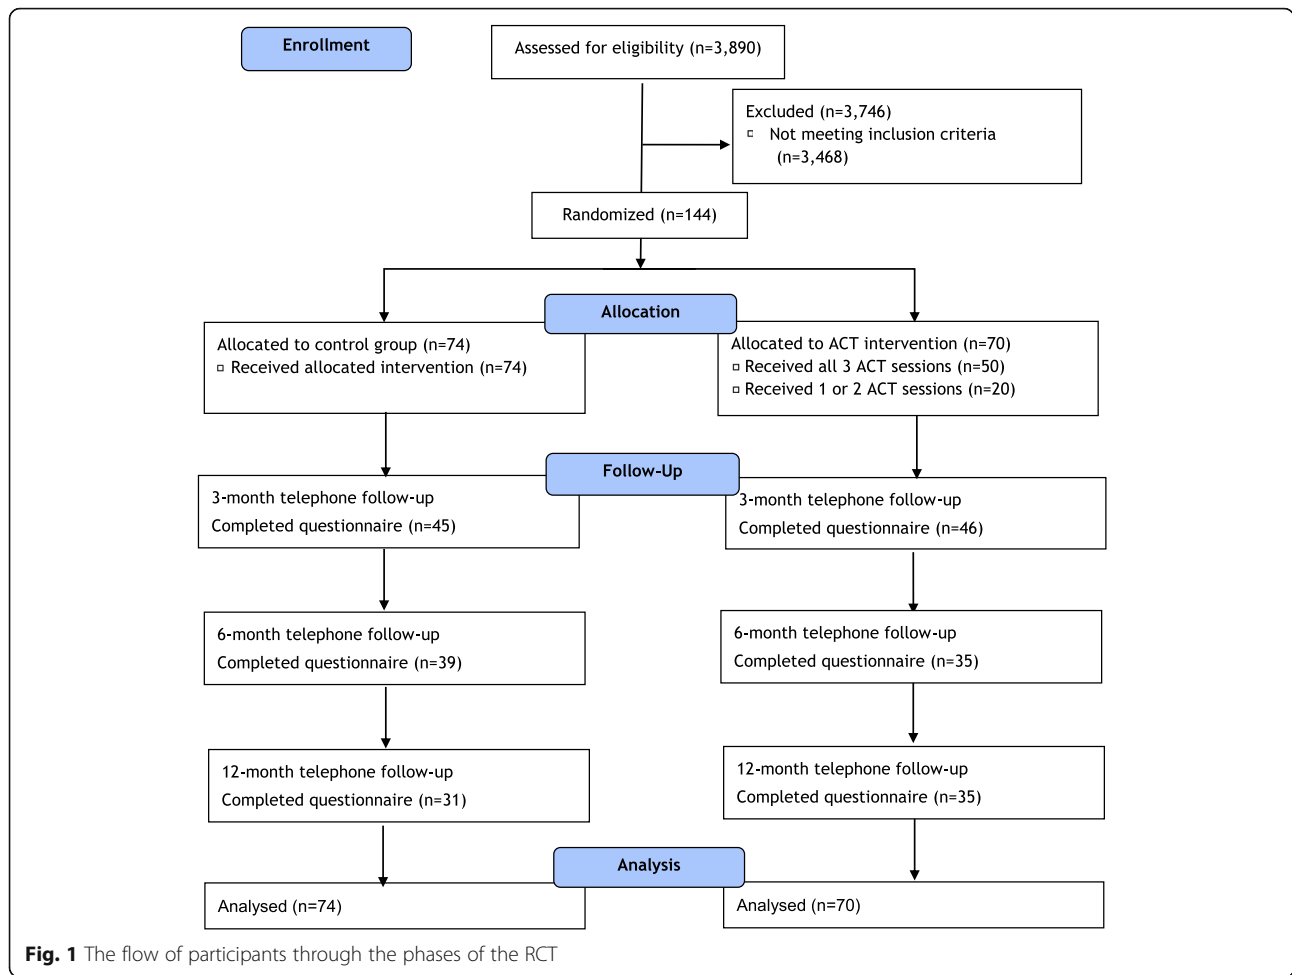 Enrollment
Assessed for eligibility (n=3,890)
Excluded (n=3,746)
▫ Not meeting inclusion criteria
(n=3,468)
Randomized (n=144)
Allocation
Allocated to control group (n=74)
▫ Received allocated intervention (n=74)
Allocated to ACT intervention (n=70)
▫ Received all 3 ACT sessions (n=50)
▫ Received 1 or 2 ACT sessions (n=20)
Follow-Up
3-month telephone follow-up
Completed questionnaire (n=45)
3-month telephone follow-up
Completed questionnaire (n=46)
6-month telephone follow-up
Completed questionnaire (n=39)
6-month telephone follow-up
Completed questionnaire (n=35)
12-month telephone follow-up
Completed questionnaire (n=31)
12-month telephone follow-up
Completed questionnaire (n=35)
Analysis
Analysed (n=74)
Analysed (n=70)
Fig. 1 The flow of participants through the phases of the RCT